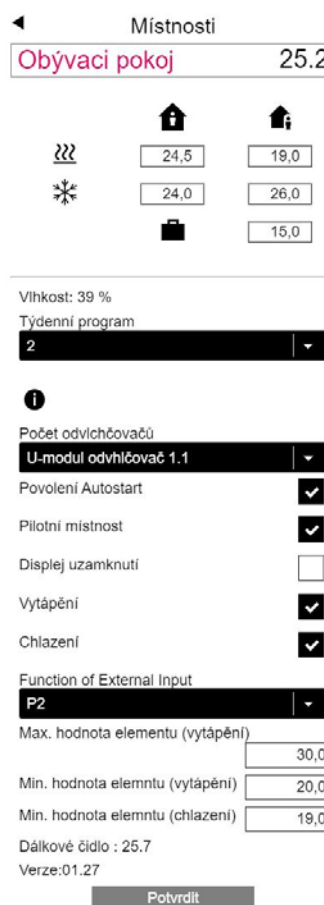 Místnosti
Obývaci pokoj 25.2
24,5 19,0
24,0 26,0
15,0
Vlhkost: 39 %
Týdenní program
2
Počet odvlchčovačů
U-modul odvhlčovač 1.1
Povolení Autostart
Pilotní místnost
Displej uzamknutí
Vytápění
Chlazení
Function of External Input
P2
Max. hodnota elementu (vytápění)
30,0
Min. hodnota elemntu (vytápění) 20,0
Min. hodnota elemntu (chlazení) 19,0
Dálkové čidlo : 25.7
Verze:01.27
Potvrdit